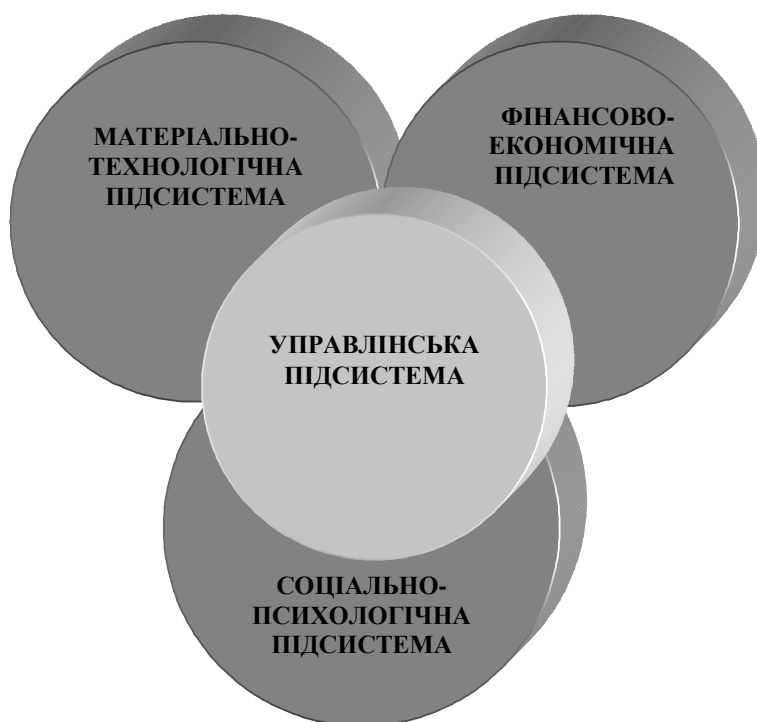 МАТЕРІАЛЬНО-
ТЕХНОЛОГІЧНА
ПІДСИСТЕМА
ФІНАНСОВО-
ЕКОНОМІЧНА
ПІДСИСТЕМА
УПРАВЛІНСЬКА
ПІДСИСТЕМА
СОЦІАЛЬНО-
ПСИХОЛОГІЧНА
ПІДСИСТЕМА